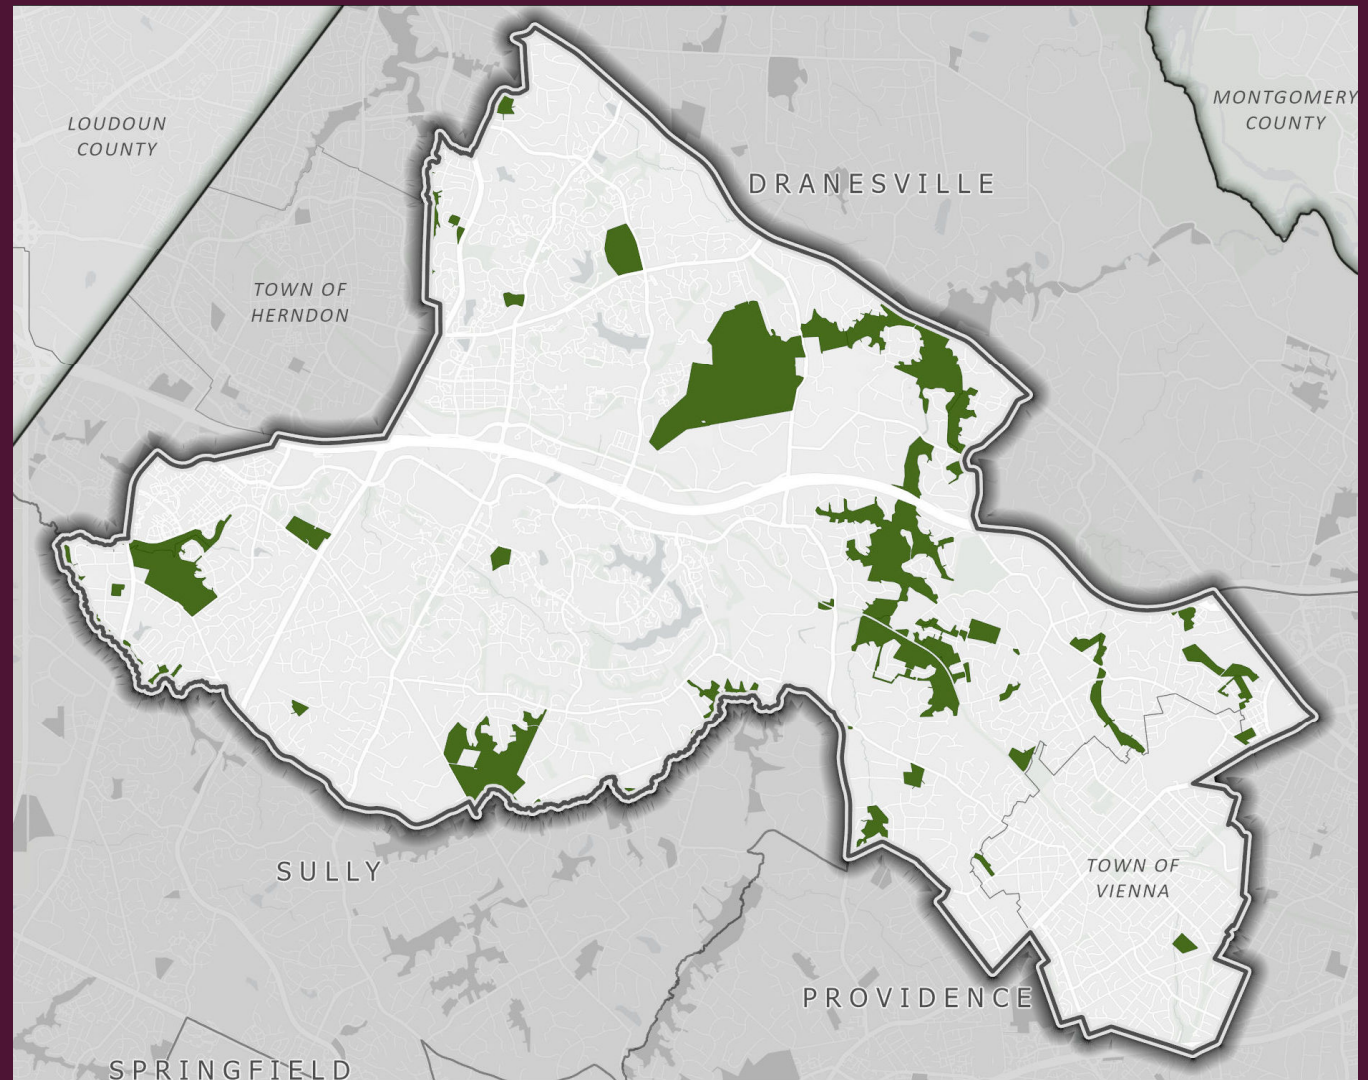 LOUDOUN
COUNTY
MONTGOMERY
COUNTY
DRANESVILLE
TOWN OF
HERNDON
SULLY
TOWN OF
VIENNA
PROVIDENCE
SPRINGFIELD